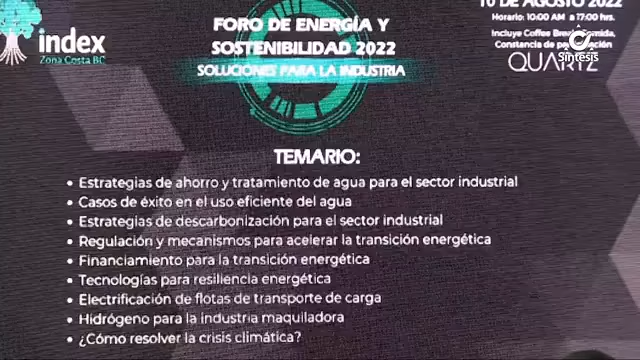 index
Zona Costa BC
FORO DE ENERGÍA Y
SOSTENIBILIDAD 2022
SOLUCIONES PARA LA INDUSTRIA
10 DE AGOSTO 2022
Horario: 10:00 AM a 17:00 hrs.
Incluye Coffee Break, Comida,
Constancia de participación
QUARTZ
Síntesis
TEMARIO:
• Estrategias de ahorro y tratamiento de agua para el sector industrial
• Casos de éxito en el uso eficiente del agua
• Estrategias de descarbonización para el sector industrial
• Regulación y mecanismos para acelerar la transición energética
• Financiamiento para la transición energética
• Tecnologías para resiliencia energética
• Electrificación de flotas de transporte de carga
• Hidrógeno para la industria maquiladora
• ¿Cómo resolver la crisis climática?